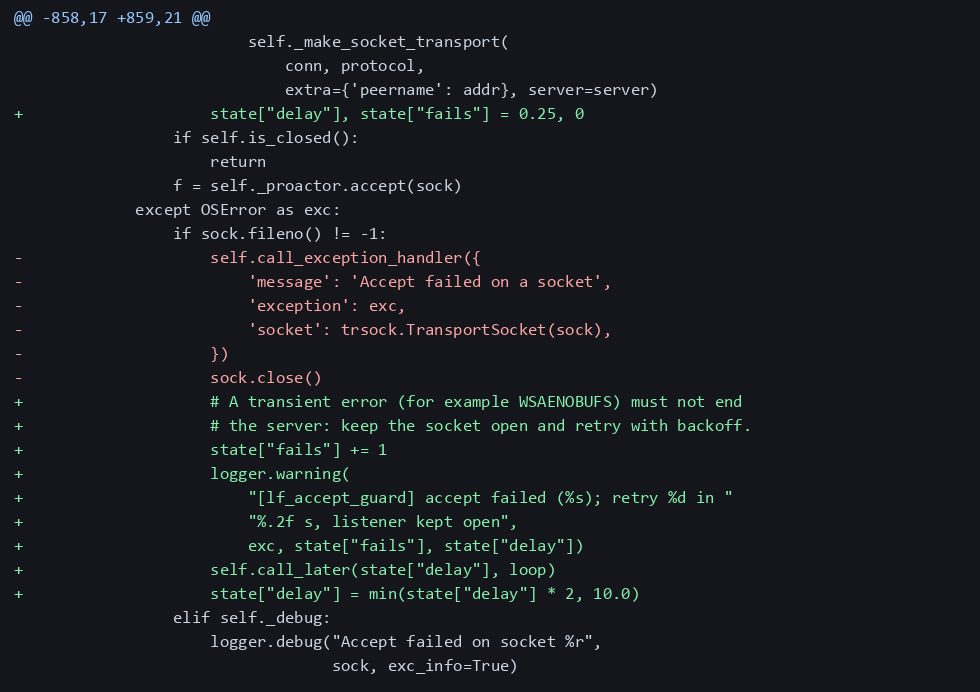 @@ -858,17 +859,21 @@
                         self._make_socket_transport(
                             conn, protocol,
                             extra={'peername': addr}, server=server)
+                    state["delay"], state["fails"] = 0.25, 0
                 if self.is_closed():
                     return
                 f = self._proactor.accept(sock)
             except OSError as exc:
                 if sock.fileno() != -1:
-                    self.call_exception_handler({
-                        'message': 'Accept failed on a socket',
-                        'exception': exc,
-                        'socket': trsock.TransportSocket(sock),
-                    })
-                    sock.close()
+                    # A transient error (for example WSAENOBUFS) must not end
+                    # the server: keep the socket open and retry with backoff.
+                    state["fails"] += 1
+                    logger.warning(
+                        "[lf_accept_guard] accept failed (%s); retry %d in "
+                        "%.2f s, listener kept open",
+                        exc, state["fails"], state["delay"])
+                    self.call_later(state["delay"], loop)
+                    state["delay"] = min(state["delay"] * 2, 10.0)
                 elif self._debug:
                     logger.debug("Accept failed on socket %r",
                                  sock, exc_info=True)